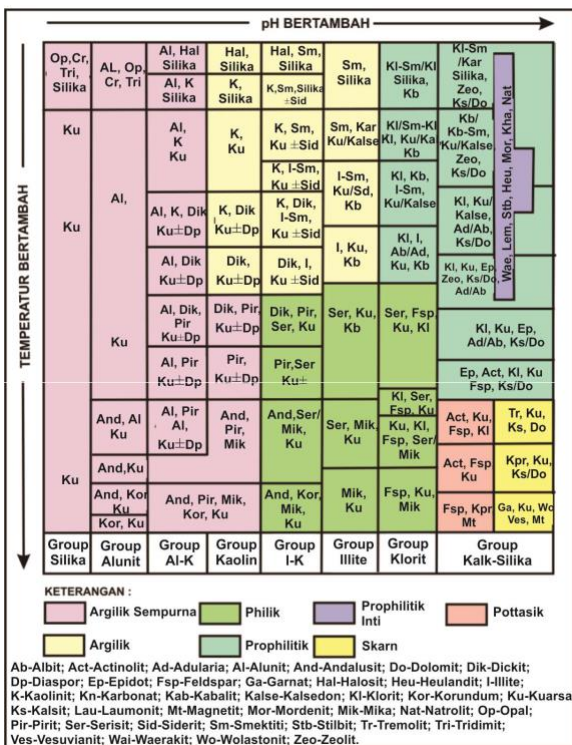 pH BERTAMBAH
TEMPERATUR BERTAMBAH
Op,Cr,
Tri,
Silika
Ku
Ku
Ku
AL, Op,
Cr, Tri
Al,
Ku
And, Al
Ku
And,Ku
And, Kor
Ku
Kor, Ku
Al, Hal
Silika
Al, K
Silika
Al,
K
Ku
Al, K, Dik
Ku±Dp
Al, Dik
Ku±Dp
Al, Dik,
Pir
Ku±Dp
Al, Pir
Ku±Dp
Al, Pir
Al,
Ku±Dp
And, Pir, Mik,
Kor, Ku
Hal,
Silika
K,
Silika
K,
Ku
K, Dik
Ku±Dp
Dik,
Ku±Dp
Dik, Pir,
Ku±Dp
Pir,
Ku±Dp
And,
Pir,
Mik
Hal, Sm,
Silika
K,Sm,Silika
±Sid
K, Sm,
Ku ±Sid
K, I-Sm,
Ku ±Sid
K, Dik,
I-Sm,
Ku ±Sid
Dik, I,
Ku ±Sid
Dik, Pir,
Ser, Ku
Pir,Ser
Ku±
And,Ser/
Mik,
Ku
And, Kor,
Mik,
Ku
Sm,
Silika
Sm, Kar
Ku/Kalse
I-Sm,
Ku/Sd,
Kb
I, Ku,
Kb
Ser, Ku,
Kb
Ser, Mik,
Ku
Mik,
Ku
Kl-Sm/Kl
Silika,
Kb
Kl/Sm-Kl
Kl, Ku/Ka
Kb
Kl, Kb,
I-Sm,
Ku/Kalse
Kl, I,
Ab/Ad,
Ku, Kb
Ser, Fsp,
Ku, Kl
Kl, Ser,
Fsp, Ku
Ku, Kl,
Fsp, Ser/
Mik
Fsp, Ku,
Mik
Kl-Sm
/Kar
Silika,
Zeo,
Ks/Do
Kb/
Kb-Sm,
Ku/Kalse
Zeo,
Ks/Do
Kl, Ku/
Kalse,
Ad/Ab,
Ks/Do
Kl, Ku, Ep,
Zeo, Ks/Do,
Ad/Ab
Wae, Lem, Stb, Heu, Mor, Kha, Nat
Kl, Ku, Ep,
Ad/Ab, Ks/Do
Ep, Act, Kl, Ku
Fsp, Ks/Do
Act, Ku,
Fsp, Kl
Tr, Ku,
Ks, Do
Act, Fsp
Ku
Kpr, Ku,
Ks/Do
Fsp, Kpr
Mt
Ga, Ku, Wo
Ves, Mt
Group
Silika
Group
Alunit
Group
Al-K
Group
Kaolin
Group
I-K
Group
Illite
Group
Klorit
Group
Kalk-Silika
KETERANGAN :
Argilik Sempurna
Philik
Prophilitik
Inti
Pottasik
Argilik
Prophilitik
Skarn
Ab-Albit; Act-Actinolit; Ad-Adularia; Al-Alunit; And-Andalusit; Do-Dolomit; Dik-Dickit;
Dp-Diaspor; Ep-Epidot; Fsp-Feldspar; Ga-Garnat; Hal-Halosit; Heu-Heulandit; I-Illite;
K-Kaolinit; Kn-Karbonat; Kab-Kabalit; Kalse-Kalsedon; Kl-Klorit; Kor-Korundum; Ku-Kuarsa;
Ks-Kalsit; Lau-Laumonit; Mt-Magnetit; Mor-Mordenit; Mik-Mika; Nat-Natrolit; Op-Opal;
Pir-Pirit; Ser-Serisit; Sid-Siderit; Sm-Smektiti; Stb-Stilbit; Tr-Tremolit; Tri-Tridimit;
Ves-Vesuvianit; Wai-Waerakit; Wo-Wolastonit; Zeo-Zeolit.